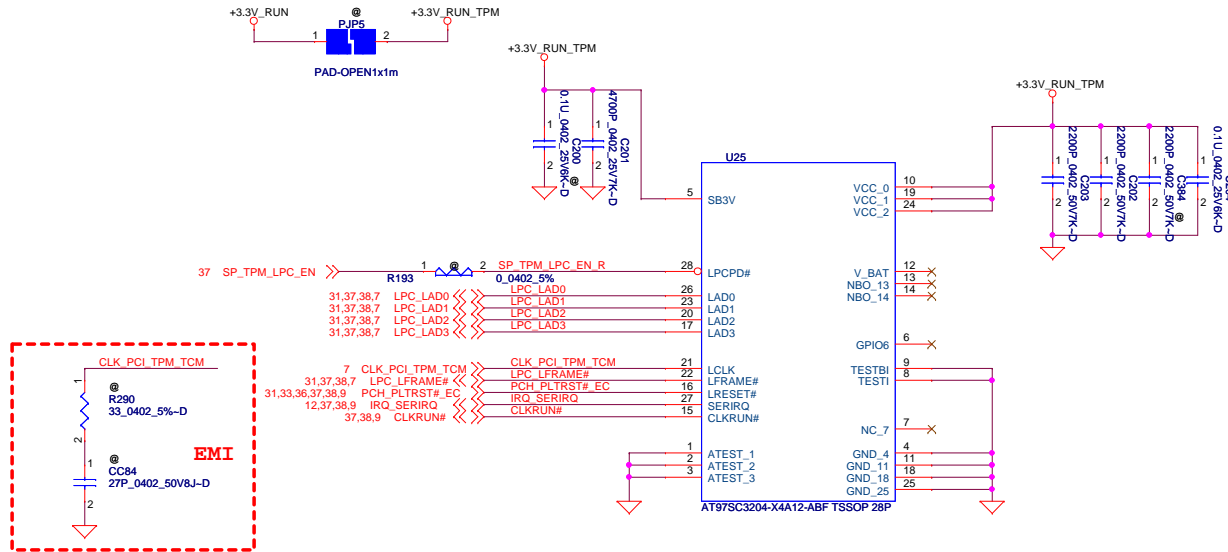 +3.3V_RUN
@
+3.3V_RUN_TPM
PJP5
1
2
PAD-OPEN1x1m
+3.3V_RUN_TPM
1
2
0.1U_0402_25V6K~D
C200
@
1
2
4700P_0402_25V7K~D
C201
+3.3V_RUN_TPM
1
2
2200P_0402_50V7K~D
C203
1
2
2200P_0402_50V7K~D
C202
1
2
2200P_0402_50V7K~D
C384
@
1
2
0.1U_0402_25V6K~D
U25
5 SB3V
VCC_0 10
VCC_1 19
VCC_2 24
37 SP_TPM_LPC_EN
1 @ 2
R193
0_0402_5%
SP_TPM_LPC_EN_R
28 LPCPD#
V_BAT 12
NBO_13 13
NBO_14 14
31,37,38,7 LPC_LAD0 LPC_LAD0 26 LAD0
31,37,38,7 LPC_LAD1 LPC_LAD1 23 LAD1
31,37,38,7 LPC_LAD2 LPC_LAD2 20 LAD2
31,37,38,7 LPC_LAD3 LPC_LAD3 17 LAD3
GPIO6 6
7 CLK_PCI_TPM_TCM CLK_PCI_TPM_TCM 21 LCLK
31,37,38,7 LPC_LFRAME# LPC_LFRAME# 22 LFRAME#
31,33,36,37,38,9 PCH_PLTRST#_EC PCH_PLTRST#_EC 16 LRESET#
12,37,38,9 IRQ_SERIRQ IRQ_SERIRQ 27 SERIRQ
37,38,9 CLKRUN# CLKRUN# 15 CLKRUN#
TESTBI 9
TESTI 8
NC_7 7
1 ATEST_1
2 ATEST_2
3 ATEST_3
GND_4 4
GND_11 11
GND_18 18
GND_25 25
AT97SC3204-X4A12-ABF TSSOP 28P
CLK_PCI_TPM_TCM
1
@
R290
33_0402_5%~D
2
EMI
1
@
CC84
27P_0402_50V8J~D
2